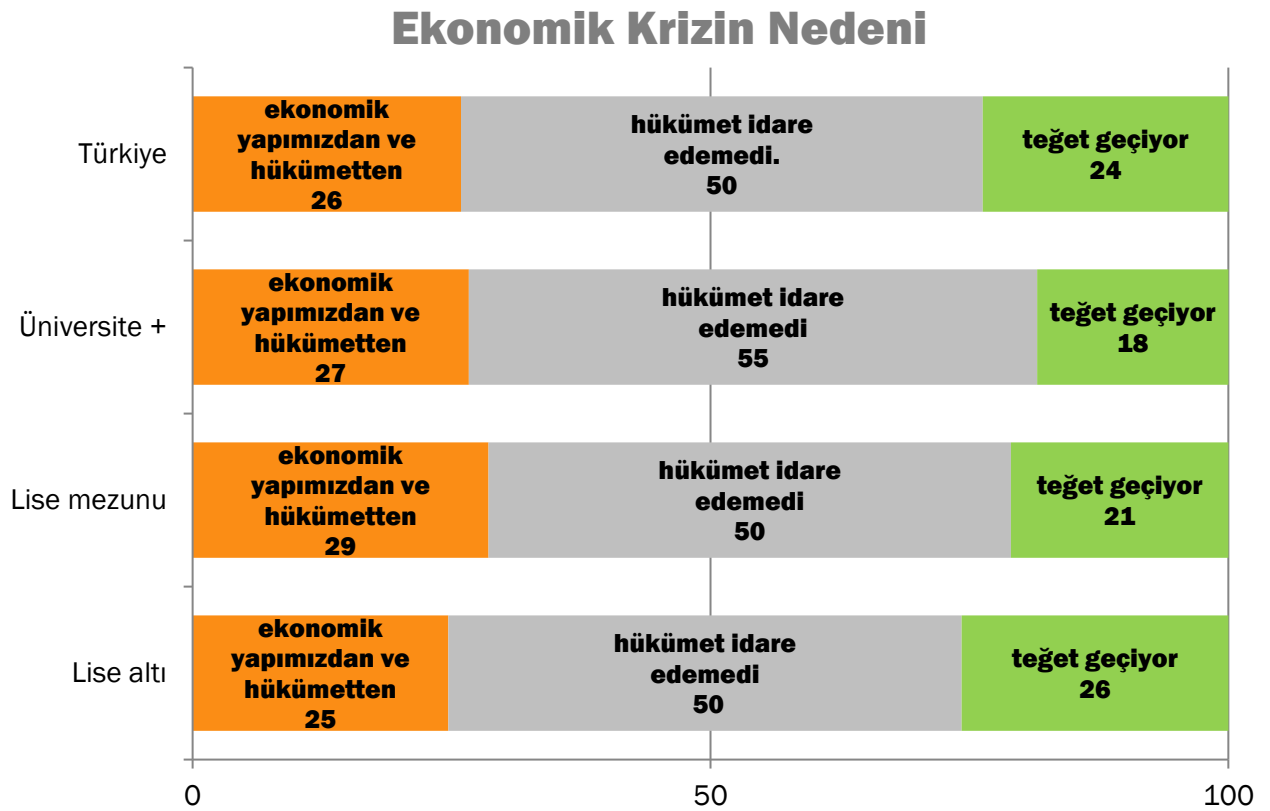 Ekonomik Krizin Nedeni
Türkiye
ekonomik
yapımızdan ve
hükümetten
26
hükümet idare
edemedi.
50
teğet geçiyor
24
Üniversite +
ekonomik
yapımızdan ve
hükümetten
27
hükümet idare
edemedi
55
teğet geçiyor
18
Lise mezunu
ekonomik
yapımızdan ve
hükümetten
29
hükümet idare
edemedi
50
teğet geçiyor
21
Lise altı
ekonomik
yapımızdan ve
hükümetten
25
hükümet idare
edemedi
50
teğet geçiyor
26
0
50
100